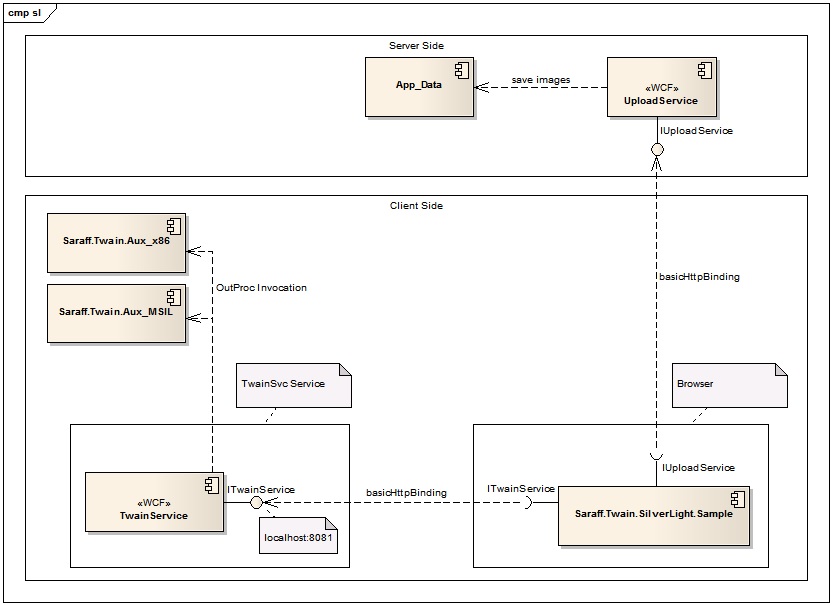 cmp sl
Server Side
App_Data
save images
«WCF»
UploadService
IUploadService
Client Side
Saraff.Twain.Aux_x86
basicHttpBinding
OutProc Invocation
Saraff.Twain.Aux_MSIL
TwainSvc Service
Browser
IUploadService
ITwainService
basicHttpBinding
ITwainService
«WCF»
TwainService
Saraff.Twain.SilverLight.Sample
localhost:8081